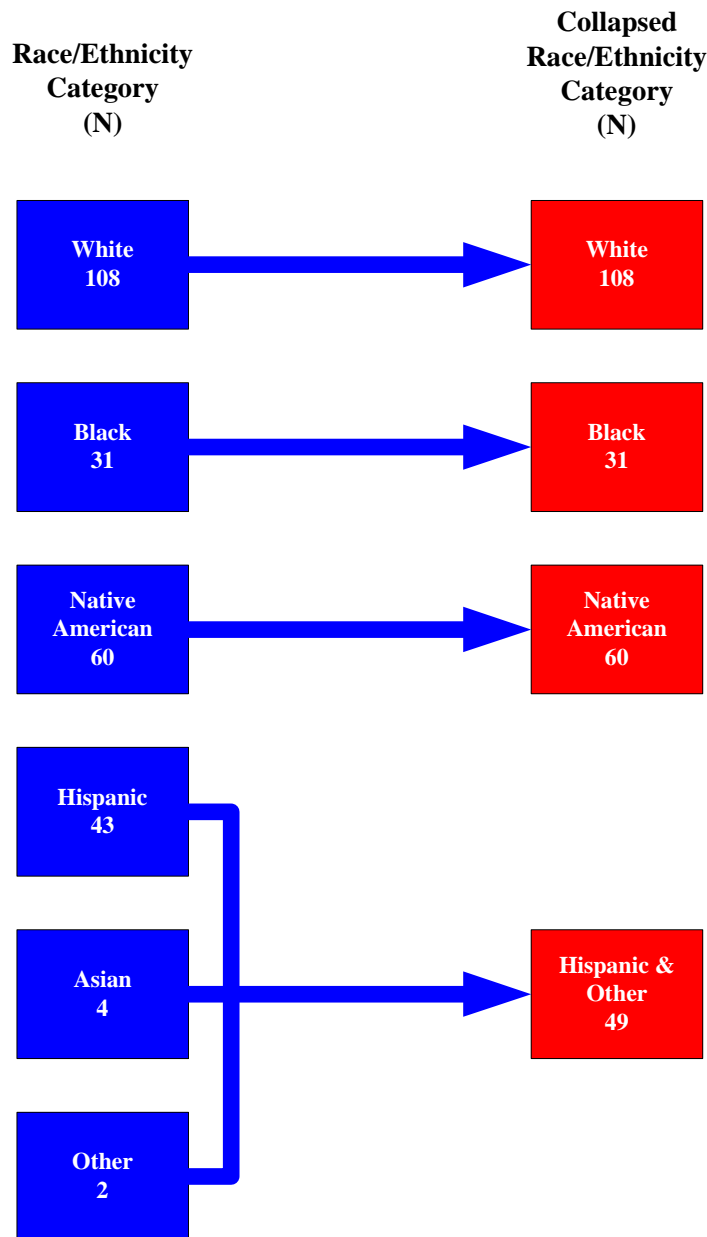 Race/Ethnicity
Category
(N)
Collapsed
Race/Ethnicity
Category
(N)
White
108
White
108
Black
31
Black
31
Native
American
60
Native
American
60
Hispanic
43
Asian
4
Hispanic &
Other
49
Other
2